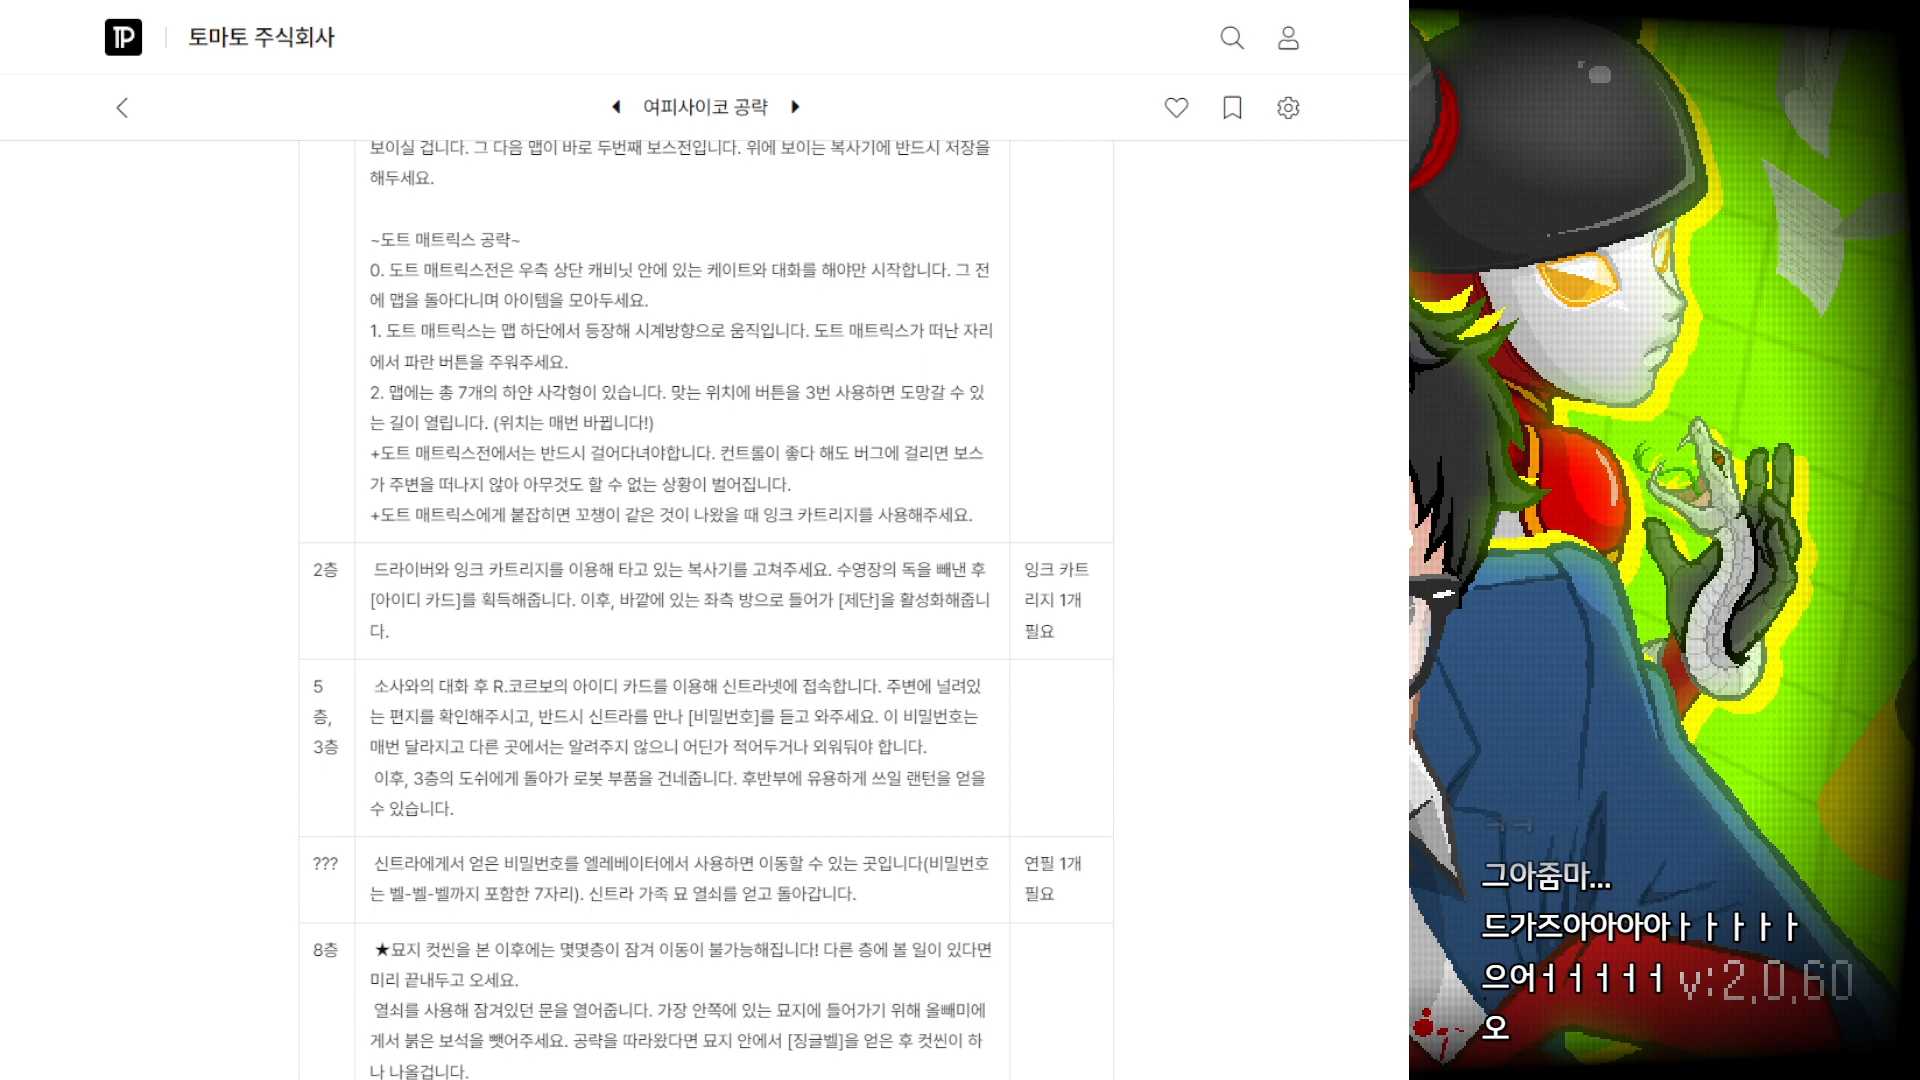 TP
토마토 주식회사
여피사이코 공략
보이실 겁니다. 그 다음 맵이 바로 두번째 보스전입니다. 위에 보이는 복사기에 반드시 저장을
해두세요.
~도트 매트릭스 공략~
0. 도트 매트릭스전은 우측 상단 캐비닛 안에 있는 케이트와 대화를 해야만 시작합니다. 그 전
에 맵을 돌아다니며 아이템을 모아두세요.
1. 도트 매트릭스는 맵 하단에서 등장해 시계방향으로 움직입니다. 도트 매트릭스가 떠난 자리
에서 파란 버튼을 주워주세요.
2. 맵에는 총 7개의 하얀 사각형이 있습니다. 맞는 위치에 버튼을 3번 사용하면 도망갈 수 있
는 길이 열립니다. (위치는 매번 바뀝니다!)
+도트 매트릭스전에서는 반드시 걸어다녀야합니다. 컨트롤이 좋다 해도 버그에 걸리면 보스
가 주변을 떠나지 않아 아무것도 할 수 없는 상황이 벌어집니다.
+도트 매트릭스에게 붙잡히면 꼬챙이 같은 것이 나왔을 때 잉크 카트리지를 사용해주세요.
2층
드라이버와 잉크 카트리지를 이용해 타고 있는 복사기를 고쳐주세요. 수영장의 독을 빼낸 후
[아이디 카드]를 획득해줍니다. 이후, 바깥에 있는 좌측 방으로 들어가 [제단]을 활성화해줍니
다.
잉크 카트
리지 1개
필요
5
층,
3층
소사와의 대화 후 R.코르보의 아이디 카드를 이용해 신트라넷에 접속합니다. 주변에 널려있
는 편지를 확인해주시고, 반드시 신트라를 만나 [비밀번호]를 듣고 와주세요. 이 비밀번호는
매번 달라지고 다른 곳에서는 알려주지 않으니 어딘가 적어두거나 외워둬야 합니다.
이후, 3층의 도쉬에게 돌아가 로봇 부품을 건네줍니다. 후반부에 유용하게 쓰일 랜턴을 얻을
수 있습니다.
???
신트라에게서 얻은 비밀번호를 엘레베이터에서 사용하면 이동할 수 있는 곳입니다(비밀번호
는 벨-벨-벨까지 포함한 7자리). 신트라 가족 묘 열쇠를 얻고 돌아갑니다.
연필 1개
필요
8층
★묘지 컷씬을 본 이후에는 몇몇층이 잠겨 이동이 불가능해집니다! 다른 층에 볼 일이 있다면
미리 끝내두고 오세요.
열쇠를 사용해 잠겨있던 문을 열어줍니다. 가장 안쪽에 있는 묘지에 들어가기 위해 올빼미에
게서 붉은 보석을 뺏어주세요. 공략을 따라왔다면 묘지 안에서 [징글벨]을 얻은 후 컷씬이 하
나 나올겁니다.
ㅋㅋ
그아줌마...
드가즈아아아아ㅏㅏㅏㅏㅏ
으어ㅓㅓㅓㅓㅓ
v:2.0.60
오